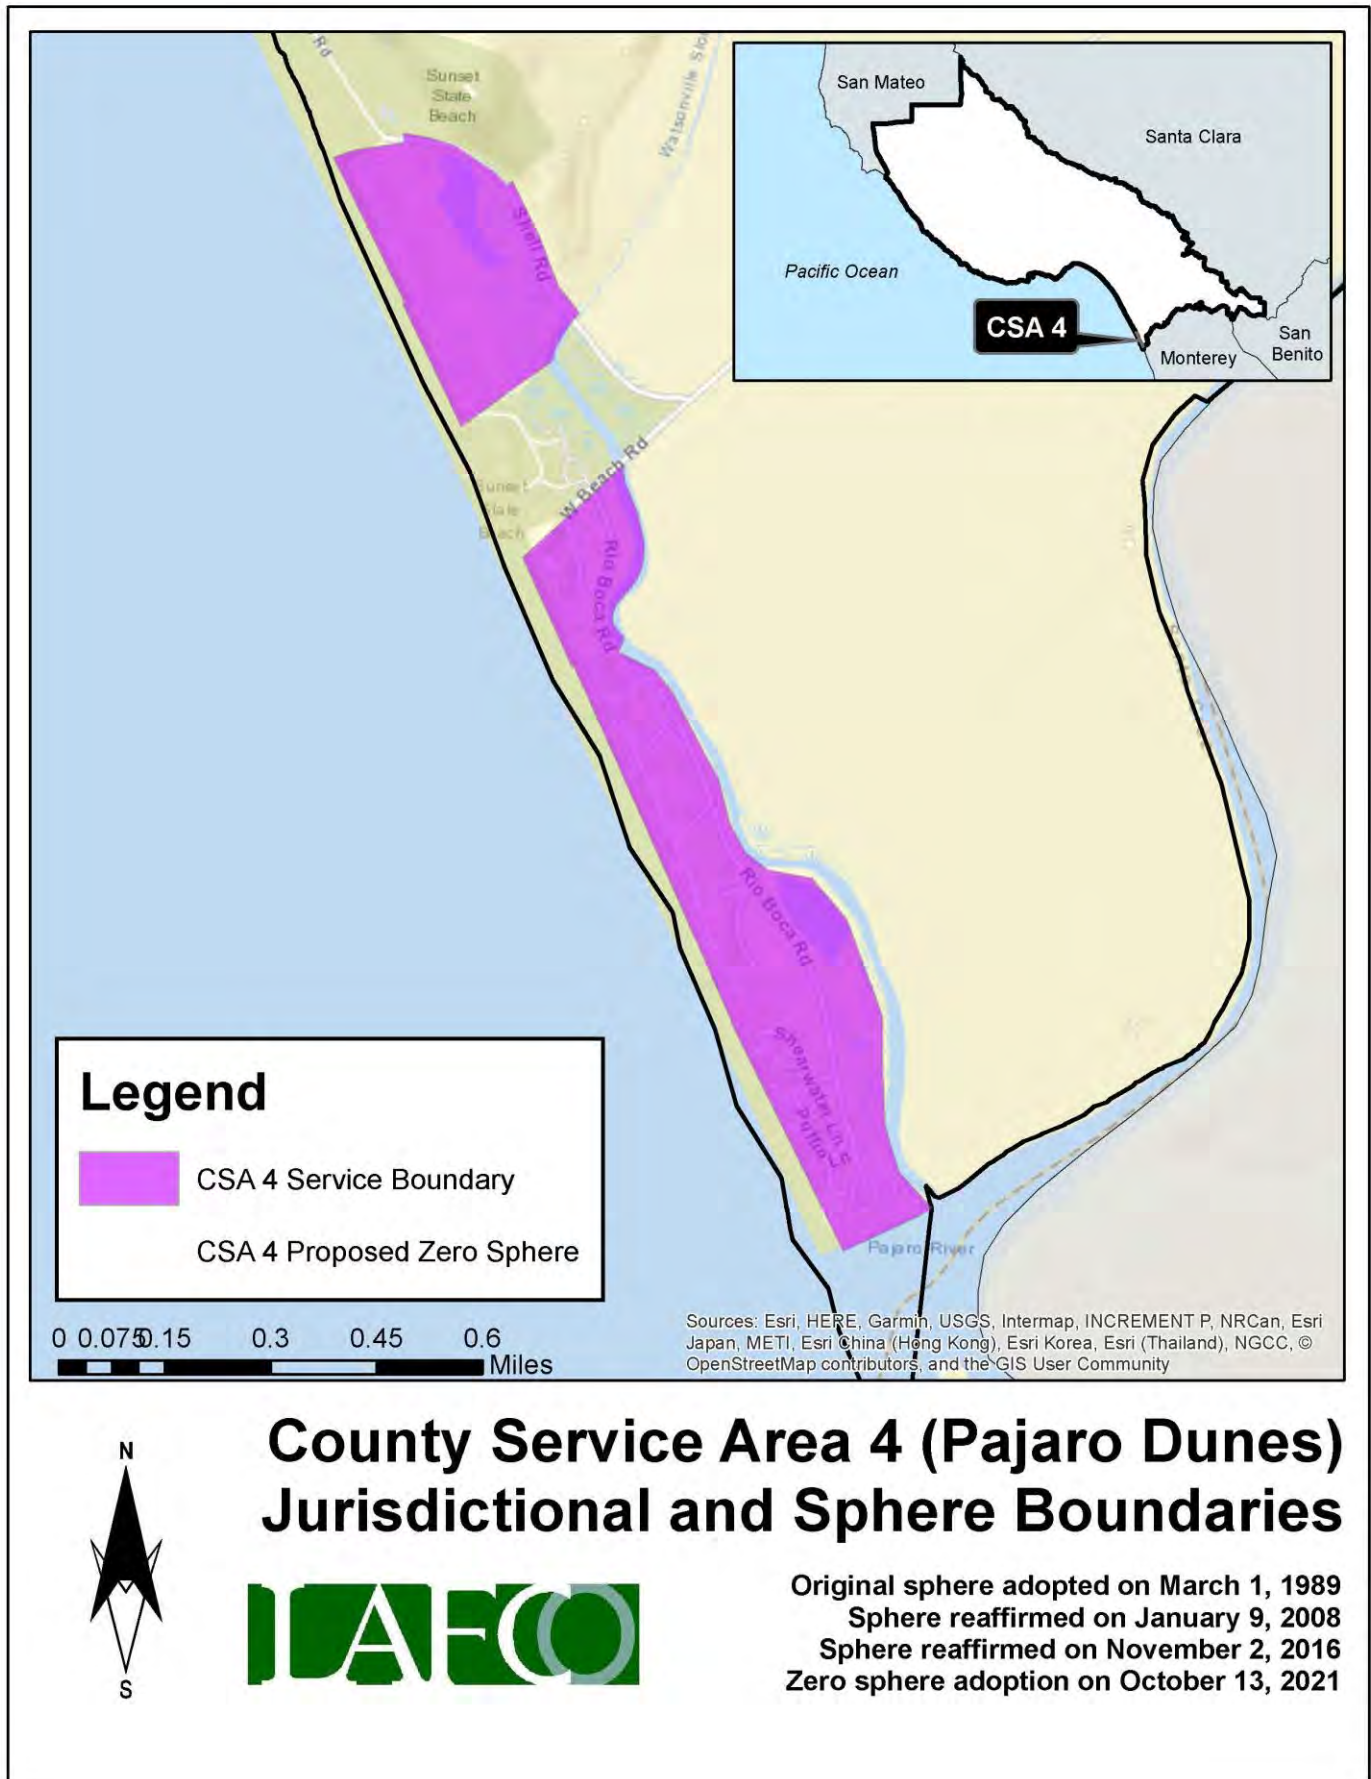 Rd
Sunset
State
Beach
Watsonville Slo
San Mateo
Santa Clara
Pacific Ocean
CSA 4
Monterey
San
Benito
Shell Rd
W Beach Rd
Sunset
State
Beach
Rio Boca Rd
Rio Boca Rd
Shearwater Ln
Puffin
Pajaro River
Legend
CSA 4 Service Boundary
CSA 4 Proposed Zero Sphere
0 0.075 0.15 0.3 0.45 0.6
Miles
Sources: Esri, HERE, Garmin, USGS, Intermap, INCREMENT P, NRCan, Esri
Japan, METI, Esri China (Hong Kong), Esri Korea, Esri (Thailand), NGCC, ©
OpenStreetMap contributors, and the GIS User Community
County Service Area 4 (Pajaro Dunes)
Jurisdictional and Sphere Boundaries
N
S
LAFCO
Original sphere adopted on March 1, 1989
Sphere reaffirmed on January 9, 2008
Sphere reaffirmed on November 2, 2016
Zero sphere adoption on October 13, 2021